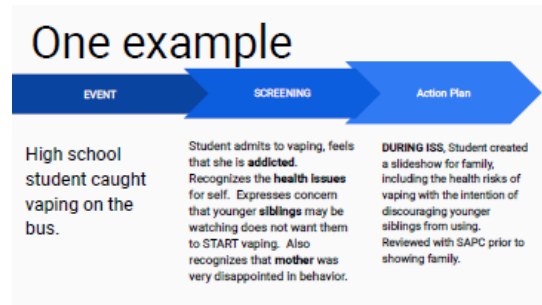 One example
EVENT
SCREENING
Action Plan
High school
student caught
vaping on the
bus.
Student admits to vaping, feels
that she is addicted.
Recognizes the health issues
for self. Expresses concern
that younger siblings may be
watching does not want them
to START vaping. Also
recognizes that mother was
very disappointed in behavior.
DURING ISS, Student created
a slideshow for family,
including the health risks of
vaping with the intention of
discouraging younger
siblings from using.
Reviewed with SAPC prior to
showing family.